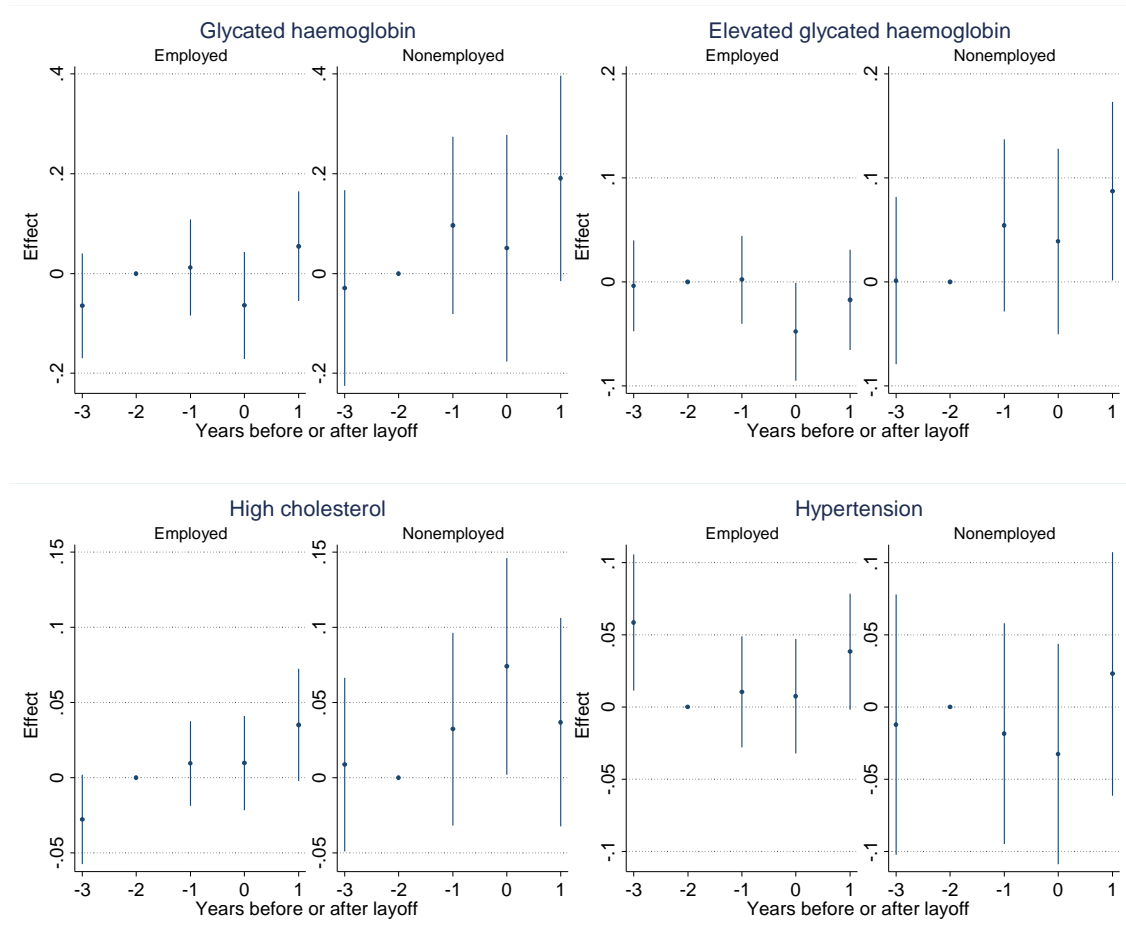 Glycated haemoglobin
Employed
Nonemployed
Effect
.4
.2
0
-.2
.4
.2
0
-.2
-3 -2 -1 0 1
-3 -2 -1 0 1
Years before or after layoff
Elevated glycated haemoglobin
Employed
Nonemployed
Effect
.2
.1
0
-.1
.2
.1
0
-.1
-3 -2 -1 0 1
-3 -2 -1 0 1
Years before or after layoff
High cholesterol
Employed
Nonemployed
Effect
.15
.1
.05
0
-.05
.15
.1
.05
0
-.05
-3 -2 -1 0 1
-3 -2 -1 0 1
Years before or after layoff
Hypertension
Employed
Nonemployed
Effect
.1
.05
0
-.05
-.1
.1
.05
0
-.05
-.1
-3 -2 -1 0 1
-3 -2 -1 0 1
Years before or after layoff